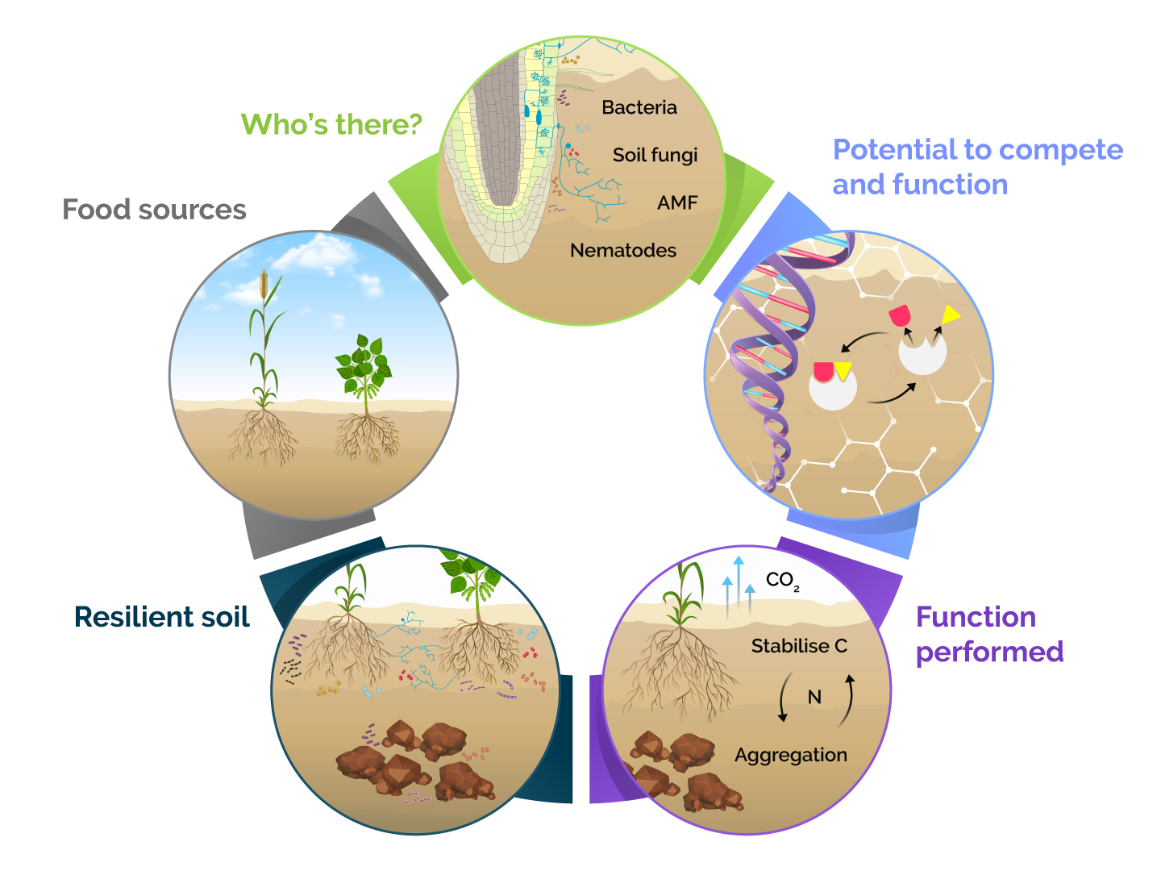 Who's there?
Bacteria
Soil fungi
AMF
Nematodes
Potential to compete
and function
Food sources
Resilient soil
CO₂
Stabilise C
N
Aggregation
Function
performed